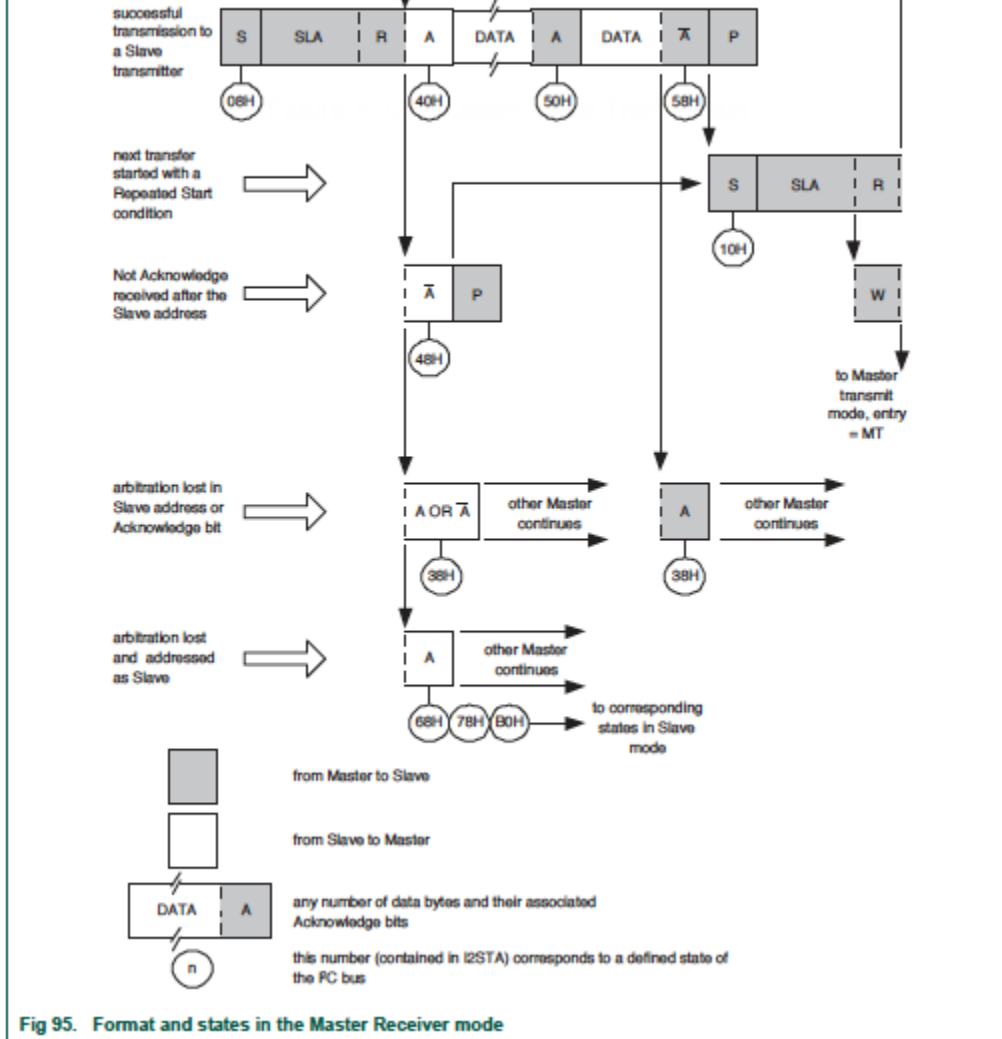 successful
transmission to
a Slave
transmitter
S SLA R A DATA A DATA A̅ P
08H 40H 50H 58H
next transfer
started with a
Repeated Start
condition
S SLA R
10H
Not Acknowledge
received after the
Slave address
A̅ P
W
48H
to Master
transmit
mode, entry
= MT
arbitration lost in
Slave address or
Acknowledge bit
A OR A̅
other Master
continues
A
other Master
continues
38H 38H
arbitration lost
and addressed
as Slave
A
other Master
continues
68H 78H B0H
to corresponding
states in Slave
mode
from Master to Slave
from Slave to Master
DATA A
any number of data bytes and their associated
Acknowledge bits
n
this number (contained in I2STA) corresponds to a defined state of
the I²C bus
Fig 95. Format and states in the Master Receiver mode